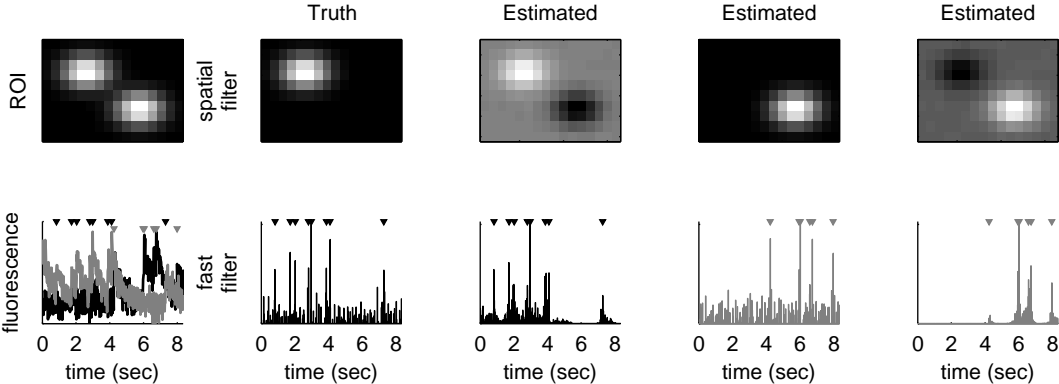 Truth
Estimated
Estimated
Estimated
ROI
spatial
filter
fluorescence
fast
filter
0 2 4 6 8
0 2 4 6 8
0 2 4 6 8
0 2 4 6 8
0 2 4 6 8
time (sec)
time (sec)
time (sec)
time (sec)
time (sec)